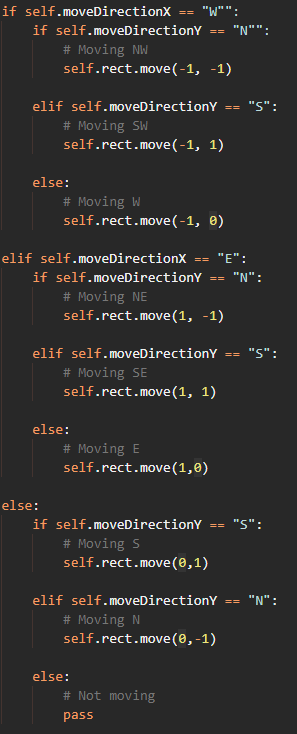 if self.moveDirectionX == "W"":
    if self.moveDirectionY == "N"":
        # Moving NW
        self.rect.move(-1, -1)

    elif self.moveDirectionY == "S":
        # Moving SW
        self.rect.move(-1, 1)

    else:
        # Moving W
        self.rect.move(-1, 0)

elif self.moveDirectionX == "E":
    if self.moveDirectionY == "N":
        # Moving NE
        self.rect.move(1, -1)

    elif self.moveDirectionY == "S":
        # Moving SE
        self.rect.move(1, 1)

    else:
        # Moving E
        self.rect.move(1,0)

else:
    if self.moveDirectionY == "S":
        # Moving S
        self.rect.move(0,1)

    elif self.moveDirectionY == "N":
        # Moving N
        self.rect.move(0,-1)

    else:
        # Not moving
        pass